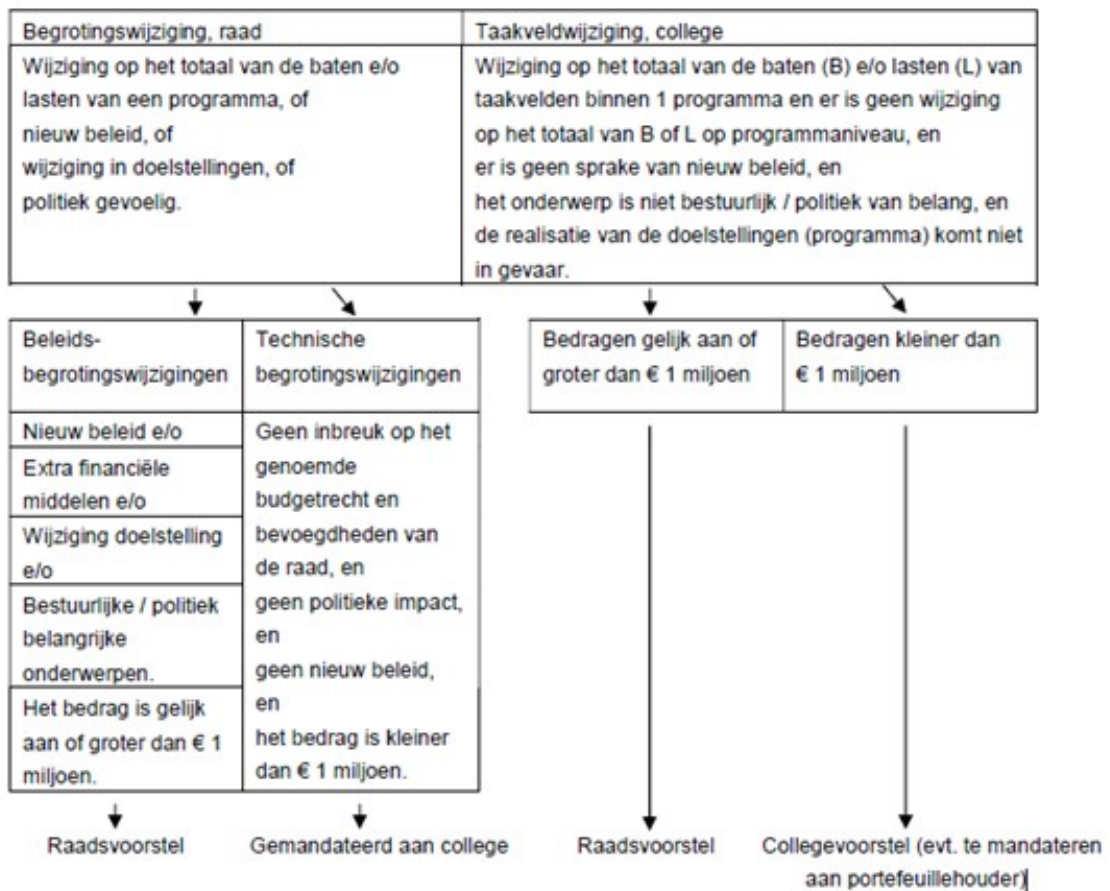 Begrotingswijziging, raad
Wijziging op het totaal van de baten e/o
lasten van een programma, of
nieuw beleid, of
wijziging in doelstellingen, of
politiek gevoelig.
Taakveldwijziging, college
Wijziging op het totaal van de baten (B) e/o lasten (L) van
taakvelden binnen 1 programma en er is geen wijziging
op het totaal van B of L op programmaniveau, en
er is geen sprake van nieuw beleid, en
het onderwerp is niet bestuurlijk / politiek van belang, en
de realisatie van de doelstellingen (programma) komt niet
in gevaar.
Beleids-
begrotingswijzigingen
Nieuw beleid e/o
Extra financiële
middelen e/o
Wijziging doelstelling
e/o
Bestuurlijke / politiek
belangrijke
onderwerpen.
Het bedrag is gelijk
aan of groter dan € 1
miljoen.
Raadsvoorstel
Technische
begrotingswijzigingen
Geen inbreuk op het
genoemde
budgetrecht en
bevoegdheden van
de raad, en
geen politieke impact,
en
geen nieuw beleid,
en
het bedrag is kleiner
dan € 1 miljoen.
Gemandateerd aan college
Bedragen gelijk aan of
groter dan € 1 miljoen
Raadsvoorstel
Bedragen kleiner dan
€ 1 miljoen
Collegevoorstel (evt. te mandateren
aan portefeuillehouder)